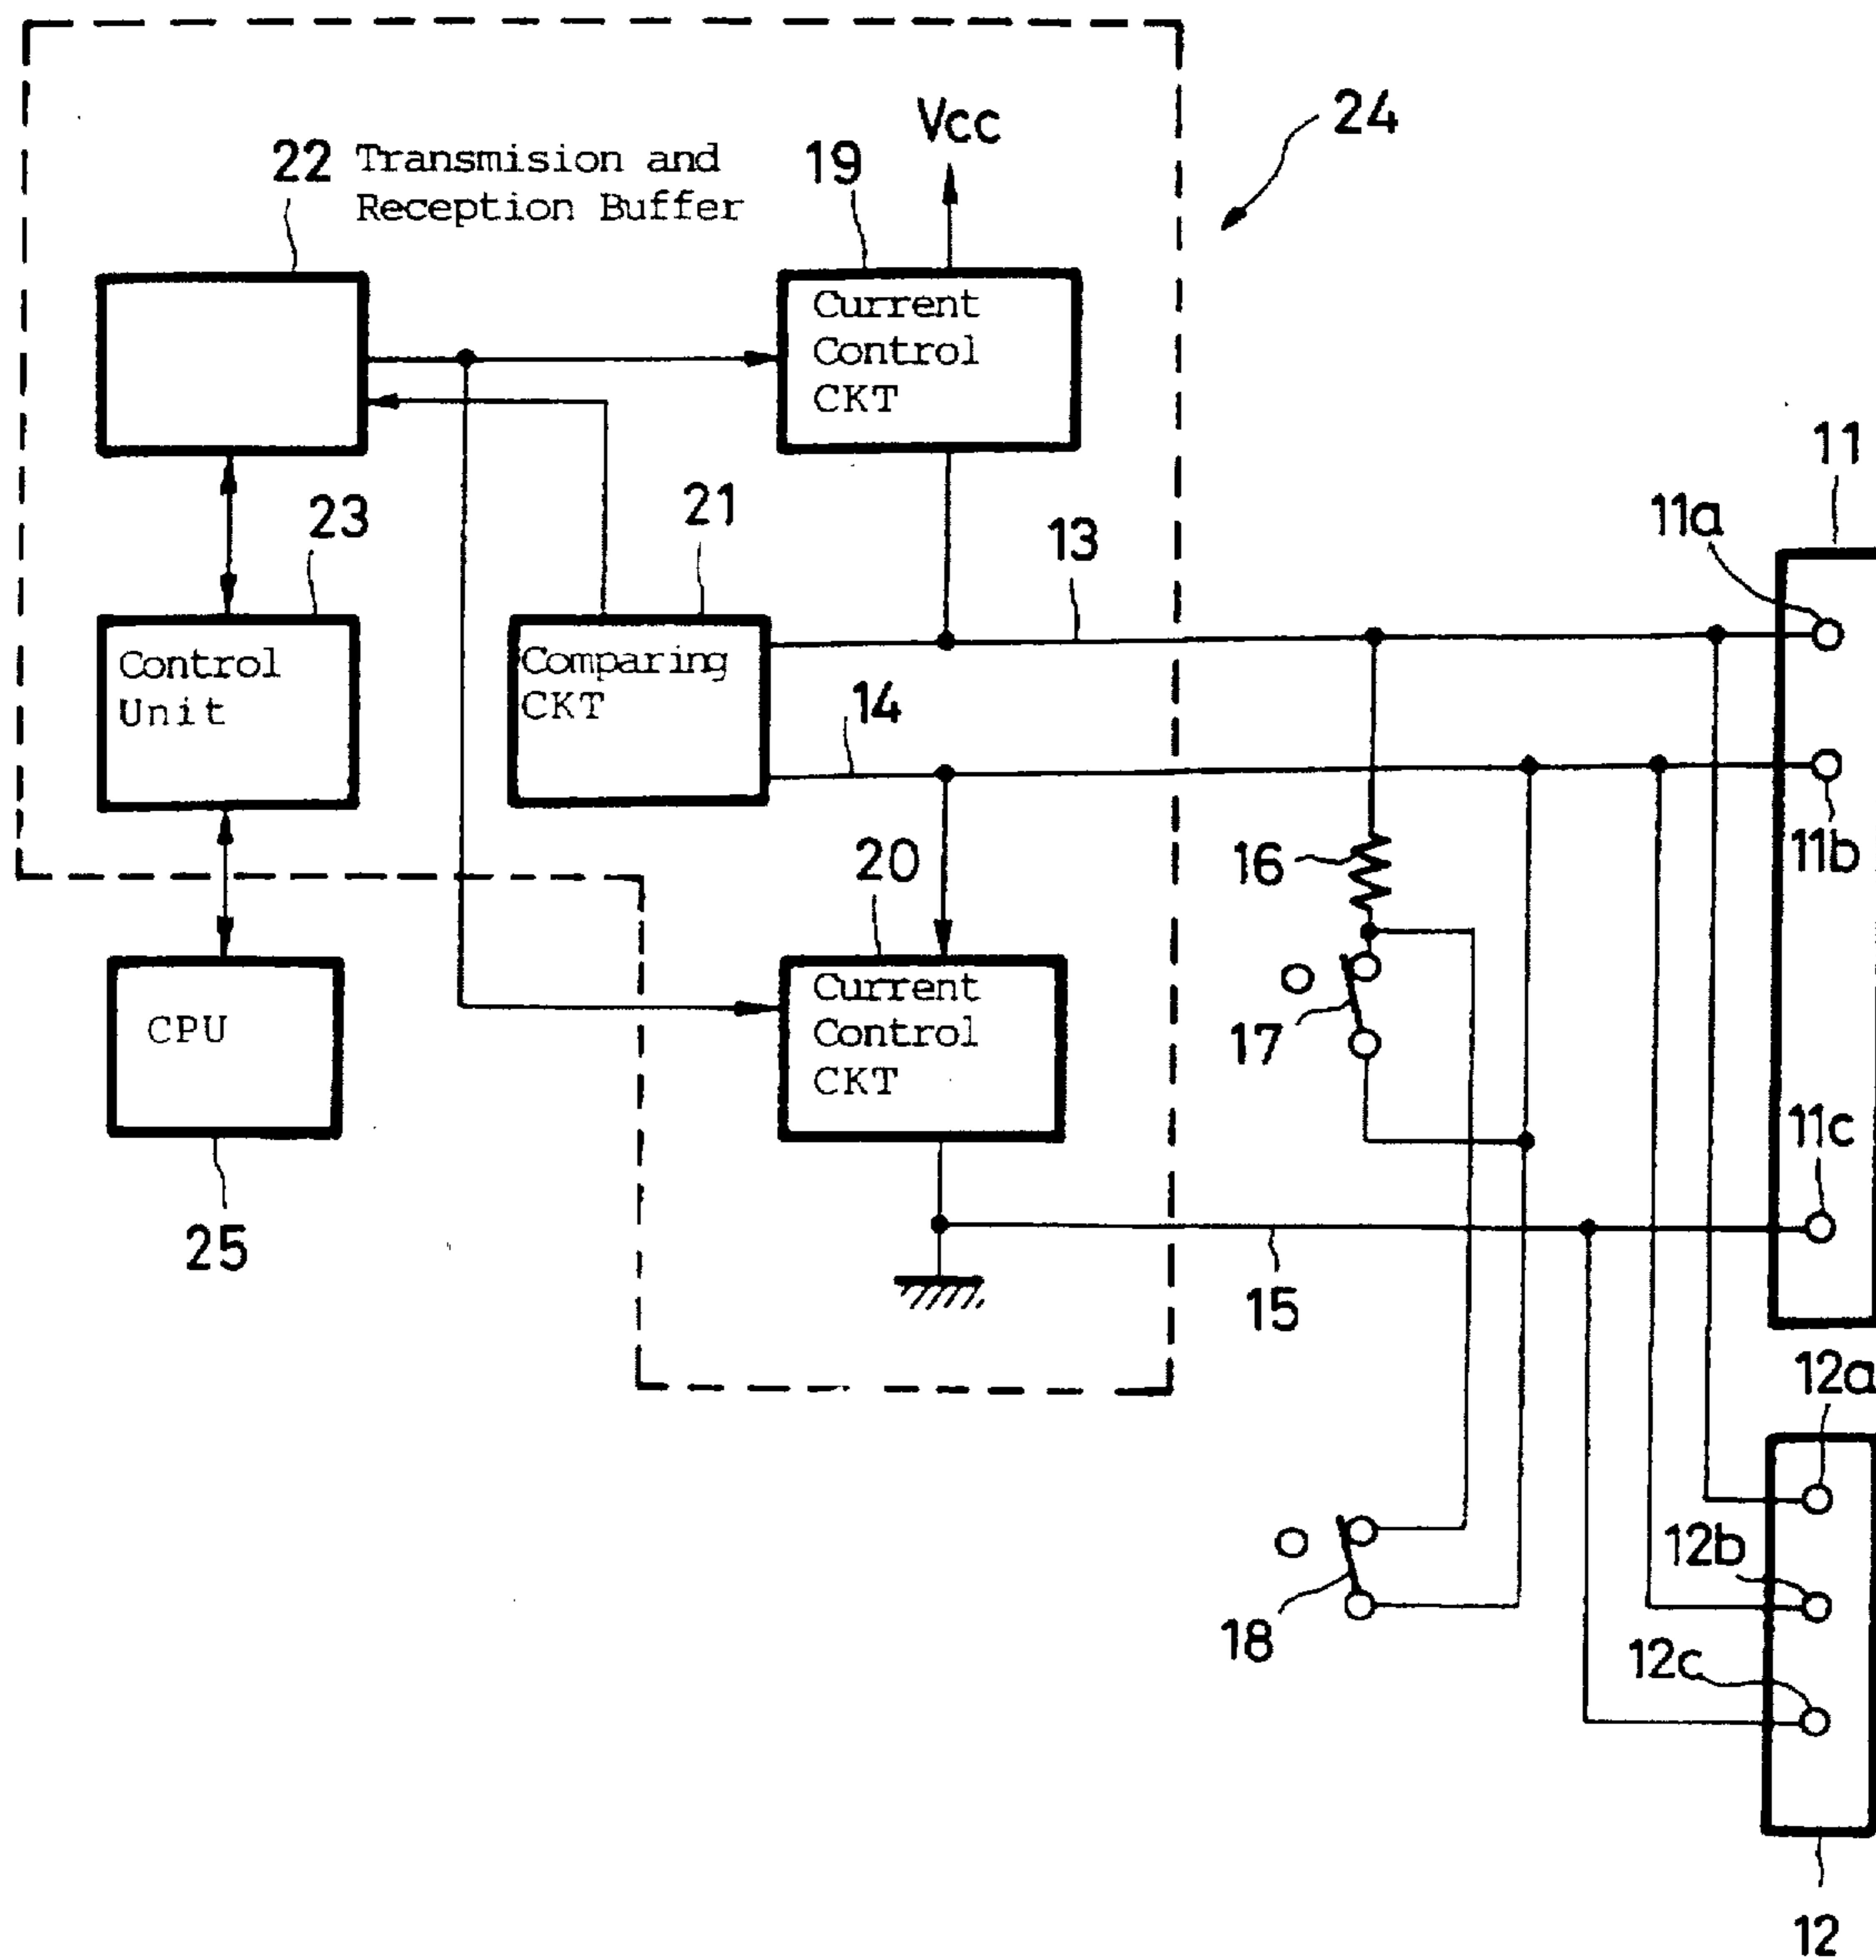 Vcc
24
22 Transmision and
Reception Buffer
19
Current
Control
CKT
11
11a
23
21
13
Control
Unit
Comparing
CKT
14
11b
20
16
Current
Control
CKT
17
CPU
11c
25
15
12a
12b
18
12c
12